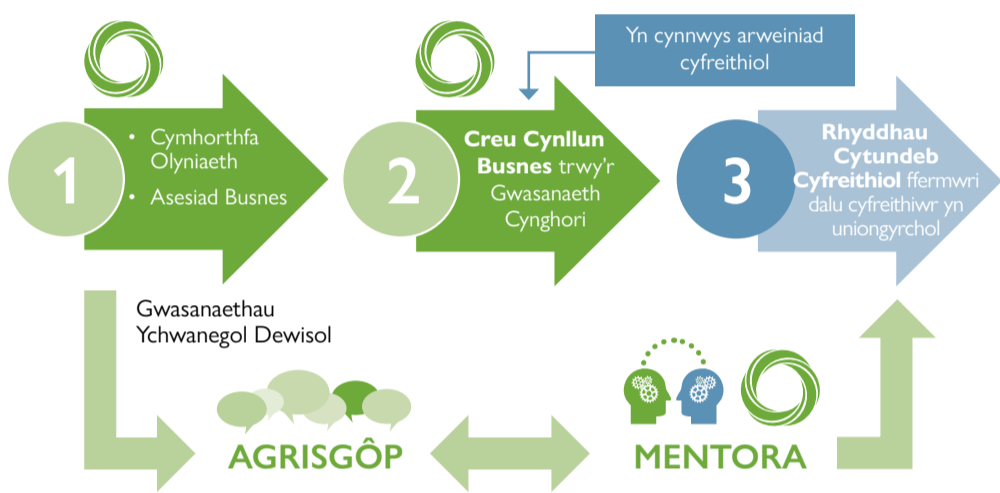 Yn cynnwys arweiniad
cyfreithiol
1
• Cymhorthfa
Olyniaeth
• Asesiad Busnes
2
Creu Cynllun
Busnes trwy'r
Gwasanaeth
Cynghori
3
Rhyddhau
Cytundeb
Cyfreithiol ffermwri
dalu cyfreithiwr yn
uniongyrchol
Gwasanaethau
Ychwanegol Dewisol
AGRISGÔP
MENTORA